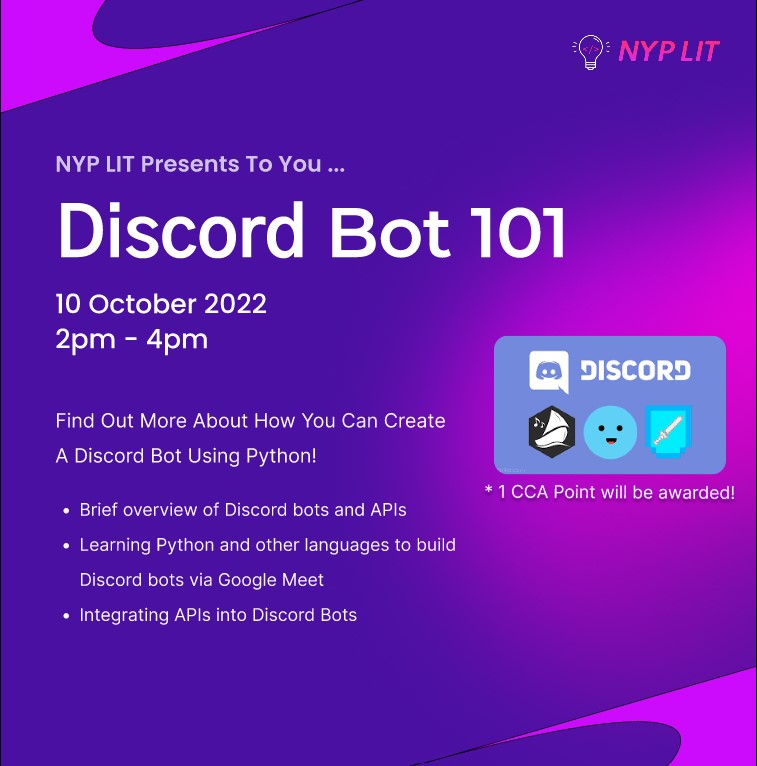 NYP LIT
NYP LIT Presents To You ...
Discord Bot 101
10 October 2022
2pm - 4pm
DISCORD
* 1 CCA Point will be awarded!
Find Out More About How You Can Create
A Discord Bot Using Python!
• Brief overview of Discord bots and APIs
• Learning Python and other languages to build
Discord bots via Google Meet
• Integrating APIs into Discord Bots